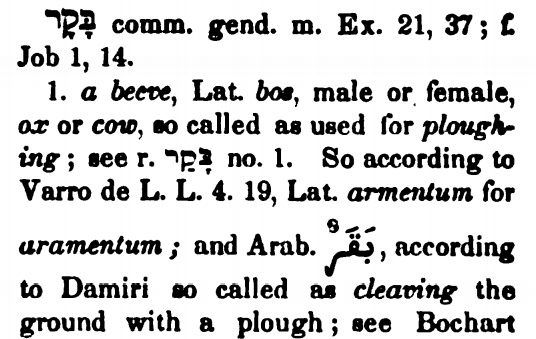 בָּקָר comm. gend. m. Ex. 21, 37; f.
Job 1, 14.
1. a beeve, Lat. bos, male or female,
ox or cow, so called as used for plough-
ing; see r. בָּקַר no. 1. So according to
Varro de L. L. 4. 19, Lat. armentum for
aramentum; and Arab. بَقَرٌ, according
to Damiri so called as cleaving the
ground with a plough; see Bochart